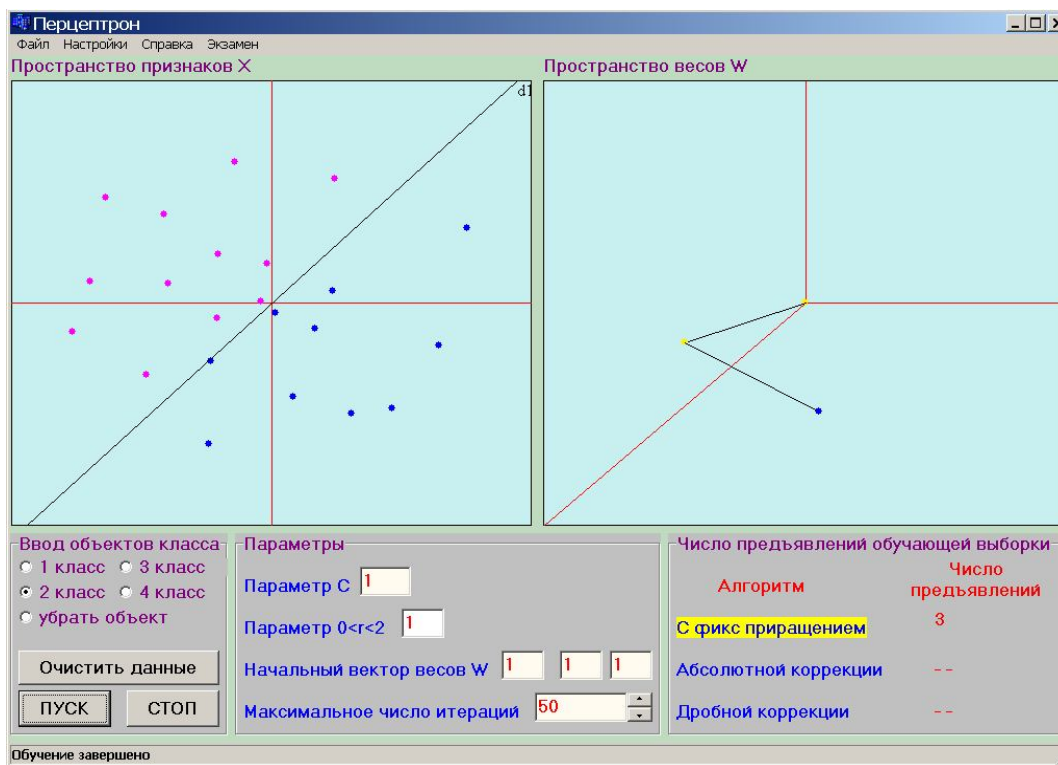 Перцептрон
Файл Настройки Справка Экзамен
Пространство признаков X
Пространство весов W
d1
Ввод объектов класса
1 класс 3 класс
2 класс 4 класс
убрать объект
Очистить данные
ПУСК СТОП
Параметры
Параметр С 1
Параметр 0<r<2 1
Начальный вектор весов W 1 1 1
Максимальное число итераций 50
Число предъявлений обучающей выборки
Алгоритм
Число
предъявлений
С фикс приращением 3
Абсолютной коррекции --
Дробной коррекции --
Обучение завершено